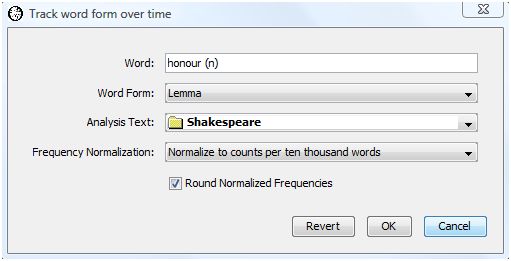 Track word form over time
Word: honour (n)
Word Form: Lemma
Analysis Text: Shakespeare
Frequency Normalization: Normalize to counts per ten thousand words
Round Normalized Frequencies
Revert OK Cancel